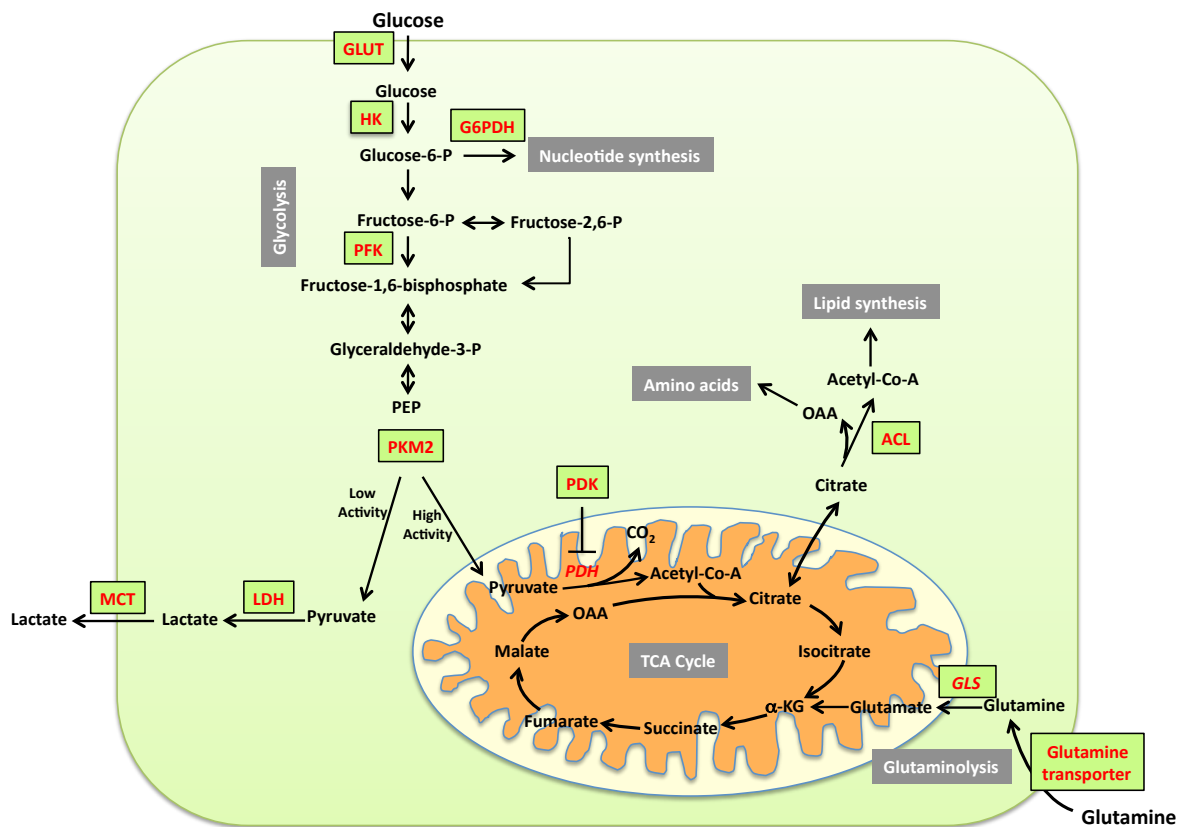 Glucose
GLUT
Glucose
HK
G6PDH
Glucose-6-P
Nucleotide synthesis
Glycolysis
Fructose-6-P
Fructose-2,6-P
PFK
Fructose-1,6-bisphosphate
Lipid synthesis
Glyceraldehyde-3-P
Amino acids
Acetyl-Co-A
PEP
OAA
PKM2
ACL
PDK
Citrate
Low
Activity
High
Activity
CO2
PDH
Acetyl-Co-A
Pyruvate
Citrate
MCT
LDH
OAA
Lactate
Lactate
Pyruvate
Malate
TCA Cycle
Isocitrate
GLS
α-KG
Glutamate
Glutamine
Fumarate
Succinate
Glutaminolysis
Glutamine
transporter
Glutamine